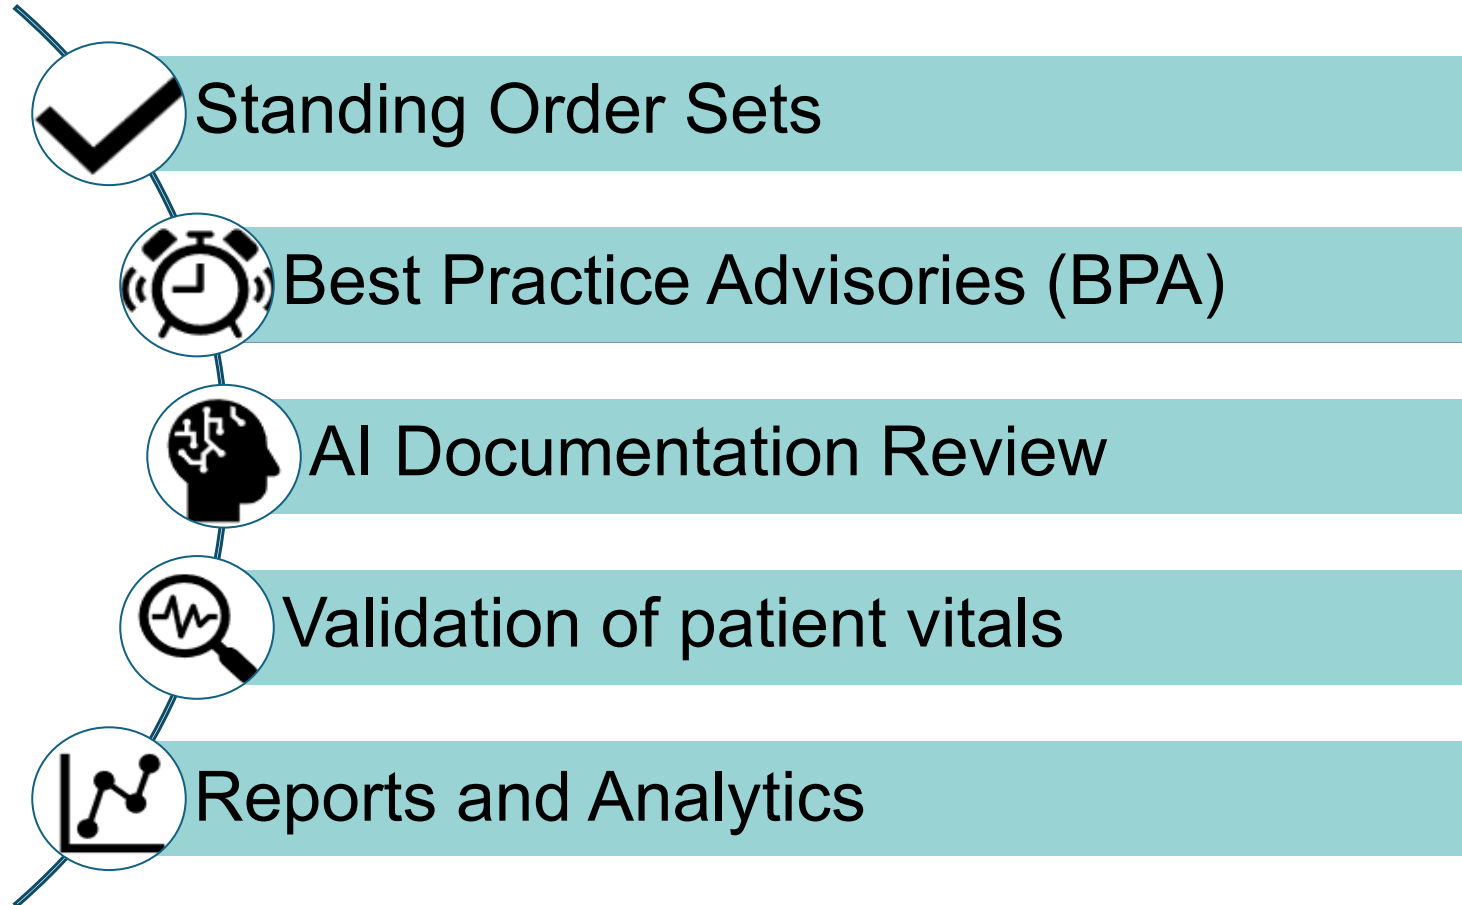 Standing Order Sets
Best Practice Advisories (BPA)
AI Documentation Review
Validation of patient vitals
Reports and Analytics